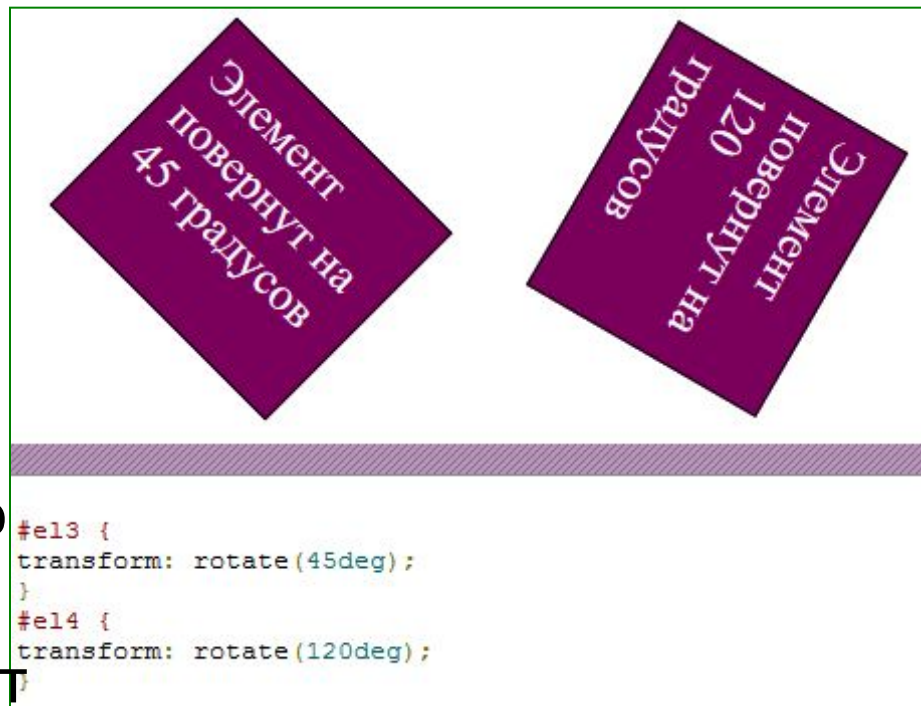 Элемент
повернут на
45 градусов
Элемент
повернут на
120
градусов
#el3 {
transform: rotate(45deg);
}
#el4 {
transform: rotate(120deg);
}